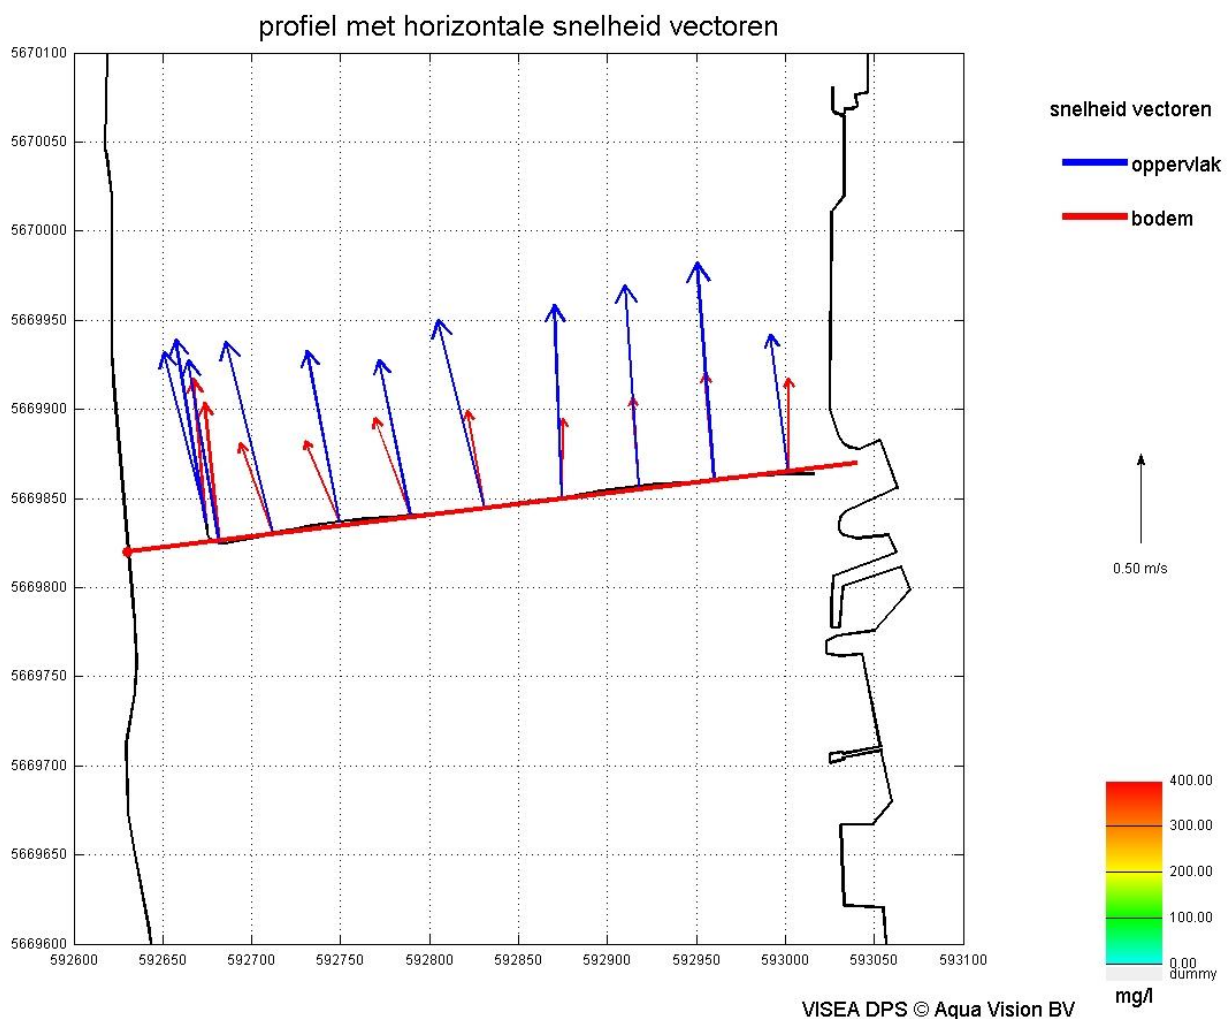 profiel met horizontale snelheid vectoren
5670100
5670050
5670000
5669950
5669900
5669850
5669800
5669750
5669700
5669650
5669600
592600 592650 592700 592750 592800 592850 592900 592950 593000 593050 593100
snelheid vectoren
oppervlak
bodem
0.50 m/s
400.00
300.00
200.00
100.00
0.00
dummy
mg/l
VISEA DPS © Aqua Vision BV